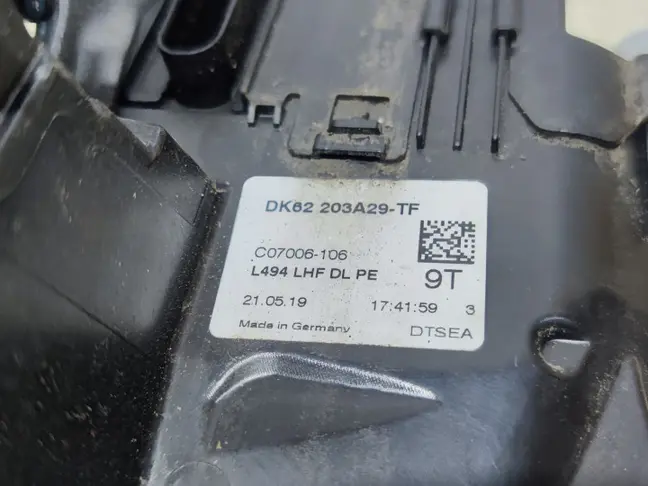 DK62 203A29-TF
C07006-106
L494 LHF DL PE 9T
21.05.19 17:41:59 3
Made in Germany DTSEA